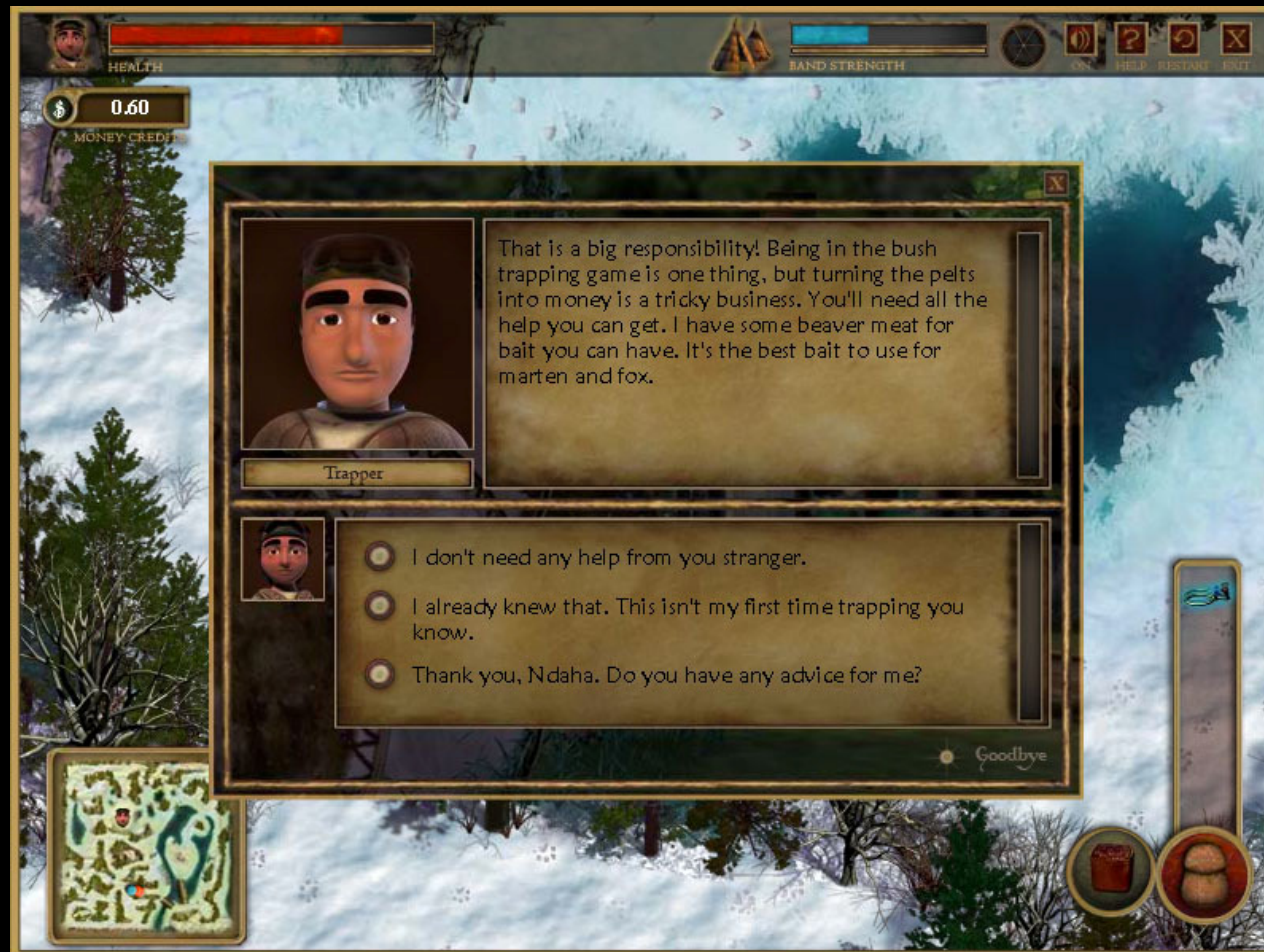 HEALTH
BAND STRENGTH
ON HELP RESTART EXIT
0.60
MONEY CREDITS
X
That is a big responsibility! Being in the bush
trapping game is one thing, but turning the pelts
into money is a tricky business. You'll need all the
help you can get. I have some beaver meat for
bait you can have. It's the best bait to use for
marten and fox.
Trapper
I don't need any help from you stranger.
I already knew that. This isn't my first time trapping you
know.
Thank you, Ndaha. Do you have any advice for me?
Goodbye